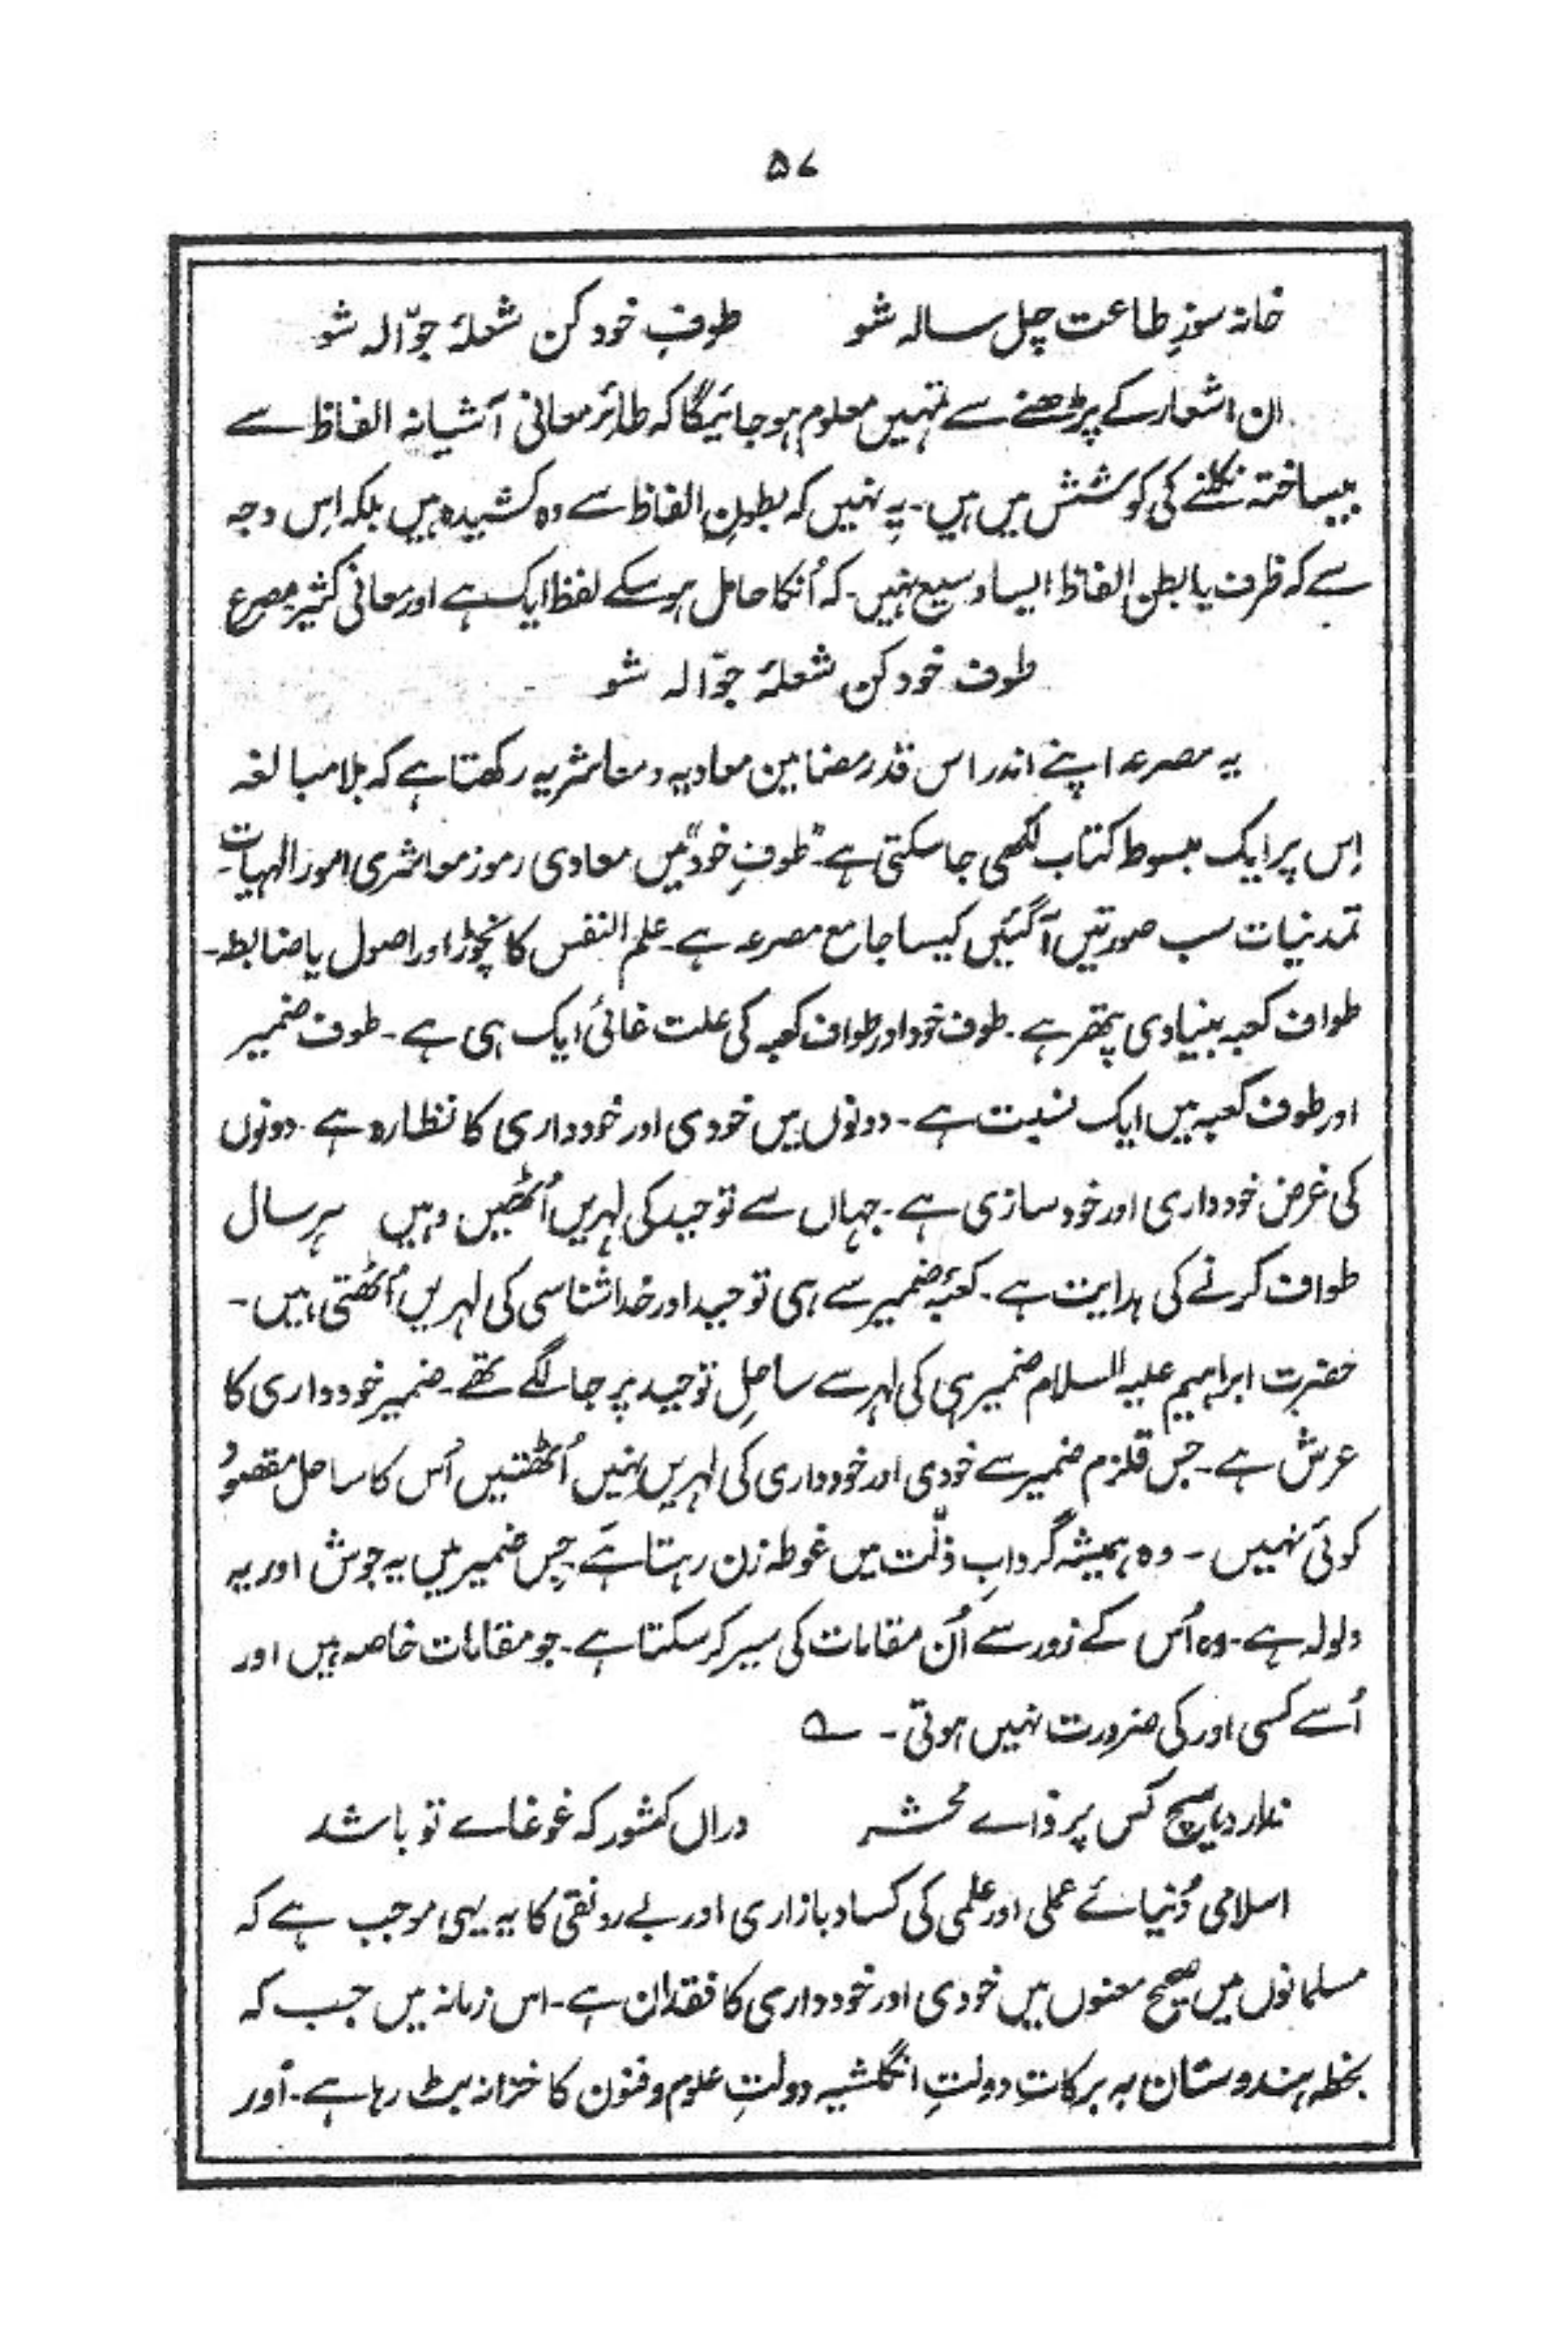 ۵۷
خانہ سوزِ طاعت چل سالہ شو طوفِ خود کن شعلۂ جوّالہ شو
ان اشعار کے پڑھنے سے تمہیں معلوم ہو جائیگا کہ طائر معانی آشیانہ الفاظ سے
بیساختہ نکلنے کی کوشش میں ہیں۔ یہ نہیں کہ بطونِ الفاظ سے وہ کشیدہ ہیں بلکہ اِس وجہ
سے کہ ظرف یا بطن الفاظ ایسا وسیع نہیں۔ کہ اُنکا حامل ہو سکے لفظ ایک ہے اور معانی کثیر مصرع
طوف خود کن شعلۂ جوّالہ شو
یہ مصرعہ اپنے اندر اس قدر مضامین معادیہ و معاشریہ رکھتا ہے کہ بلا مبالغہ
اِس پر ایک مبسوط کتاب لکھی جا سکتی ہے۔ "طوفِ خود" میں معادی رموز معاشری امور الہیات۔
تمدنیات سب صورتیں آگئیں کیسا جامع مصرعہ ہے۔ علم النفس کا نچوڑ اور اصول یا ضابطہ۔
طواف کعبہ بنیادی پتھر ہے۔ طوف خود اور طواف کعبہ کی علت غائی ایک ہی ہے۔ طوف ضمیر
اور طوف کعبہ میں ایک نسبت ہے۔ دونوں میں خودی اور خودداری کا نظارہ ہے۔ دونوں
کی غرض خودداری اور خود سازی ہے۔ جہاں سے توحید کی لہریں اُٹھیں وہیں ہر سال
طواف کرنے کی ہدایت ہے۔ کعبۂ ضمیر سے ہی توحید اور خدا شناسی کی لہریں اُٹھتی ہیں۔
حضرت ابراہیم علیہ السلام ضمیر ہی کی لہر سے ساحلِ توحید پر جا لگے تھے۔ ضمیر خودداری کا
عرش ہے۔ جس قلزم ضمیر سے خودی اور خودداری کی لہریں نہیں اُٹھتیں اُس کا ساحل مقصود
کوئی نہیں۔ وہ ہمیشہ گردابِ ذلّت میں غوطہ زن رہتا ہے۔ جس ضمیر میں یہ جوش اور یہ
ولولہ ہے۔ وہ اُس کے زور سے اُن مقامات کی سیر کر سکتا ہے۔ جو مقامات خاصہ ہیں اور
اُسے کسی اور کی ضرورت نہیں ہوتی۔ ؎
ندارد ہیچ کس پرواے محشر دراں کشور کہ غوغاے تو باشد
اسلامی دُنیائے عملی اور علمی کی کساد بازاری اور بے رونقی کا یہ یہی موجب ہے کہ
مسلمانوں میں صحیح معنوں میں خودی اور خودداری کا فقدان ہے۔ اس زمانہ میں جب کہ
بخطہ ہندوستان بہ برکات دولتِ انگلشیہ دولتِ علوم و فنون کا خزانہ بٹ رہا ہے۔ اَور